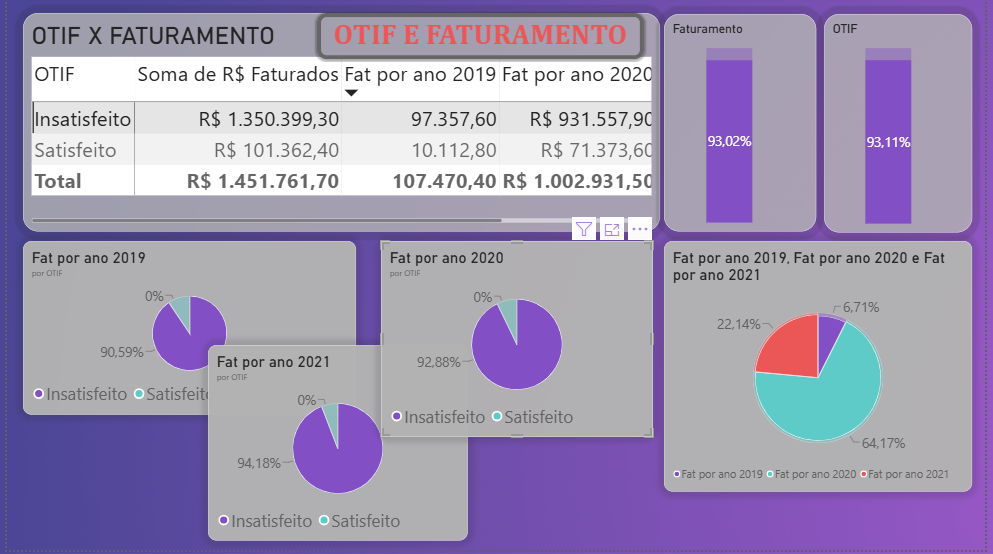 OTIF X FATURAMENTO
OTIF E FATURAMENTO
OTIF Soma de R$ Faturados Fat por ano 2019 Fat por ano 2020
Insatisfeito R$ 1.350.399,30 97.357,60 R$ 931.557,90
Satisfeito R$ 101.362,40 10.112,80 R$ 71.373,60
Total R$ 1.451.761,70 107.470,40 R$ 1.002.931,50
Faturamento
93,02%
OTIF
93,11%
Fat por ano 2019
por OTIF
0%
90,59%
Insatisfeito Satisfeito
Fat por ano 2021
por OTIF
0%
94,18%
Insatisfeito Satisfeito
Fat por ano 2020
por OTIF
0%
92,88%
Insatisfeito Satisfeito
Fat por ano 2019, Fat por ano 2020 e Fat
por ano 2021
6,71%
22,14%
64,17%
Fat por ano 2019 Fat por ano 2020 Fat por ano 2021